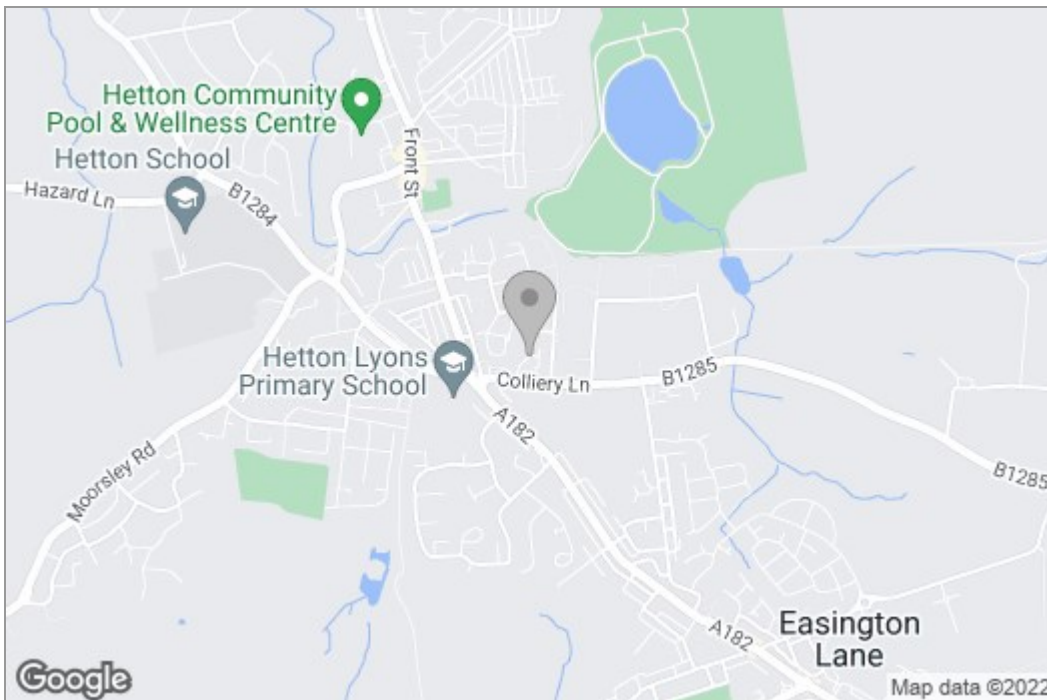 Hetton Community
Pool & Wellness Centre
Hetton School
Hazard Ln
B1284
Front St
Hetton Lyons
Primary School
Colliery Ln
B1285
A182
Moorsley Rd
B1285
Easington
Lane
A182
Google
Map data ©2022